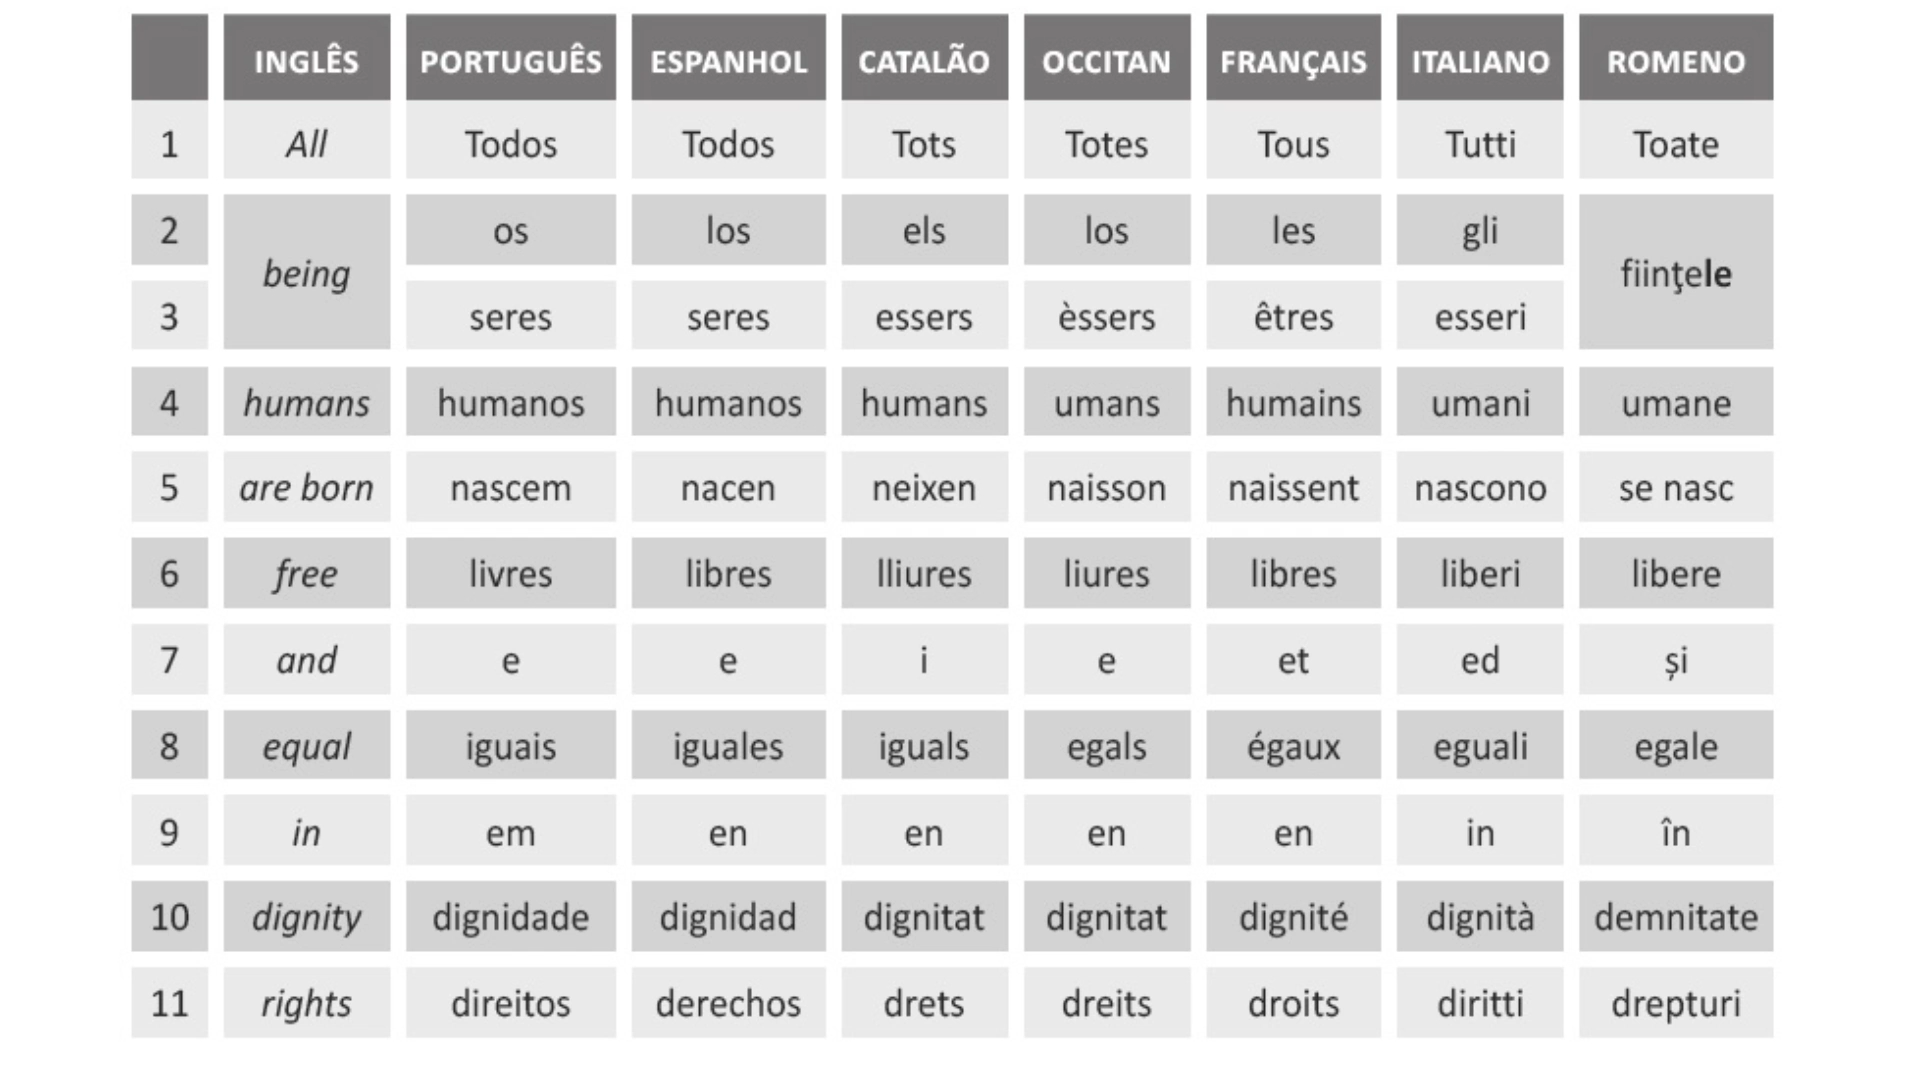 INGLÊS PORTUGUÊS ESPANHOL CATALÃO OCCITAN FRANÇAIS ITALIANO ROMENO
1 All Todos Todos Tots Totes Tous Tutti Toate
2 being os los els los les gli fiinţele
3 seres seres essers èssers êtres esseri
4 humans humanos humanos humans umans humains umani umane
5 are born nascem nacen neixen naisson naissent nascono se nasc
6 free livres libres lliures liures libres liberi libere
7 and e e i e et ed și
8 equal iguais iguales iguals egals égaux eguali egale
9 in em en en en en in în
10 dignity dignidade dignidad dignitat dignitat dignité dignità demnitate
11 rights direitos derechos drets dreits droits diritti drepturi